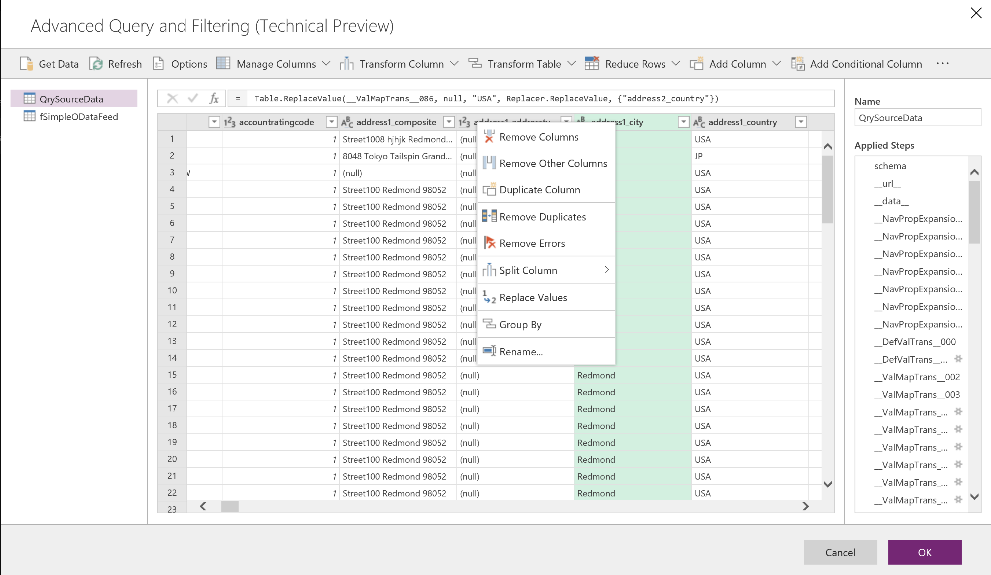 Advanced Query and Filtering (Technical Preview)
Get Data Refresh Options Manage Columns Transform Column Transform Table Reduce Rows Add Column Add Conditional Column ...
QrySourceData
fSimpleODataFeed
fx = Table.ReplaceValue(__ValMapTrans__086, null, "USA", Replacer.ReplaceValue, {"address2_country"})
accountratingcode address1_composite address1_city address1_country
1 1 Street1008 hjhjk Redmond... (null USA
2 1 8048 Tokyo Tailspin Grand... (null JP
3 1 (null) (null USA
4 1 Street100 Redmond 98052 (null USA
5 1 Street100 Redmond 98052 (null USA
6 1 Street100 Redmond 98052 (null USA
7 1 Street100 Redmond 98052 (null USA
8 1 Street100 Redmond 98052 (null USA
9 1 Street100 Redmond 98052 (null USA
10 1 Street100 Redmond 98052 (null USA
11 1 Street100 Redmond 98052 (null USA
12 1 Street100 Redmond 98052 (null USA
13 1 Street100 Redmond 98052 (null USA
14 1 Street100 Redmond 98052 (null USA
15 1 Street100 Redmond 98052 (null) Redmond USA
16 1 Street100 Redmond 98052 (null) Redmond USA
17 1 Street100 Redmond 98052 (null) Redmond USA
18 1 Street100 Redmond 98052 (null) Redmond USA
19 1 Street100 Redmond 98052 (null) Redmond USA
20 1 Street100 Redmond 98052 (null) Redmond USA
21 1 Street100 Redmond 98052 (null) Redmond USA
22 1 Street100 Redmond 98052 (null) Redmond USA
23
Remove Columns
Remove Other Columns
Duplicate Column
Remove Duplicates
Remove Errors
Split Column
Replace Values
Group By
Rename...
Name
QrySourceData
Applied Steps
schema
__url__
__data__
__NavPropExpansio...
__NavPropExpansio...
__NavPropExpansio...
__NavPropExpansio...
__NavPropExpansio...
__NavPropExpansio...
__NavPropExpansio...
__DefValTrans__000
__DefValTrans__...
__ValMapTrans__002
__ValMapTrans__003
__ValMapTrans_...
__ValMapTrans_...
__ValMapTrans_...
__ValMapTrans_...
__ValMapTrans_...
__ValMapTrans_...
Cancel OK